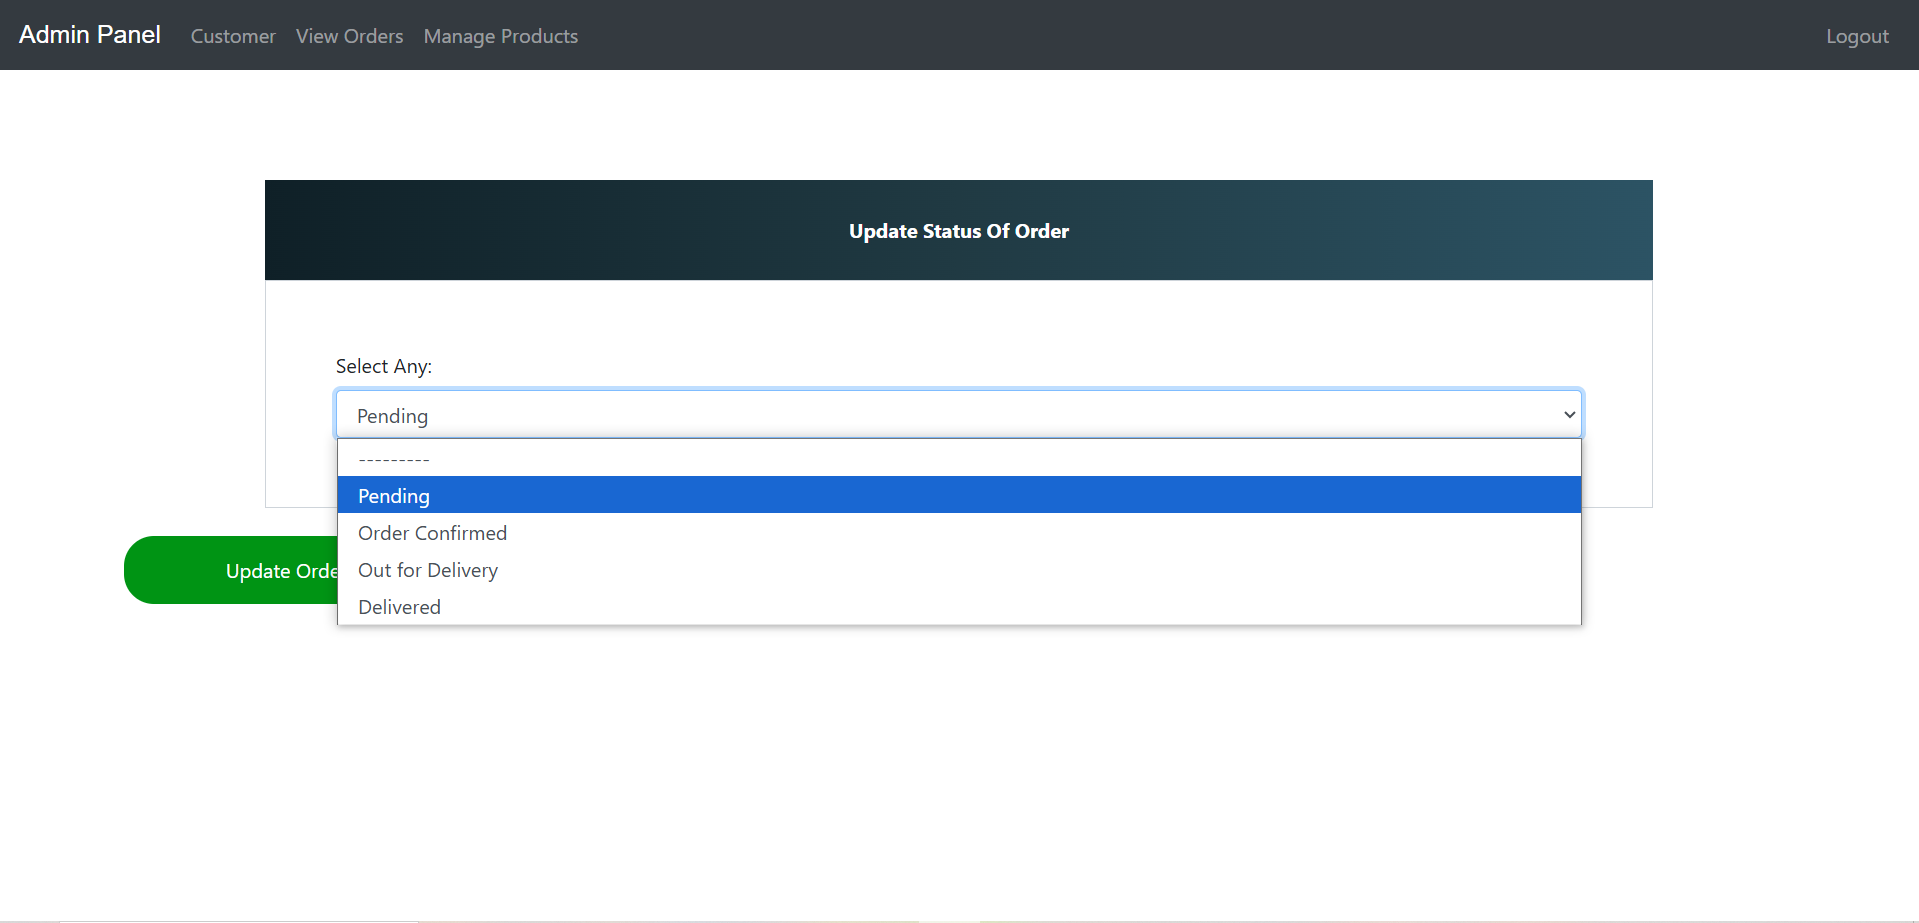 Admin Panel Customer View Orders Manage Products Logout
Update Status Of Order
Select Any:
Pending
---------
Pending
Order Confirmed
Out for Delivery
Delivered
Update